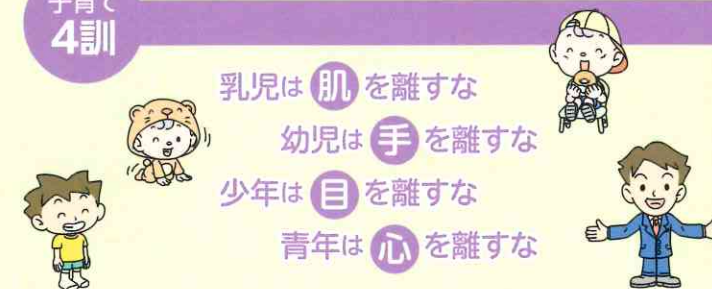 子育て
4訓
乳児は肌を離すな
幼児は手を離すな
少年は目を離すな
青年は心を離すな